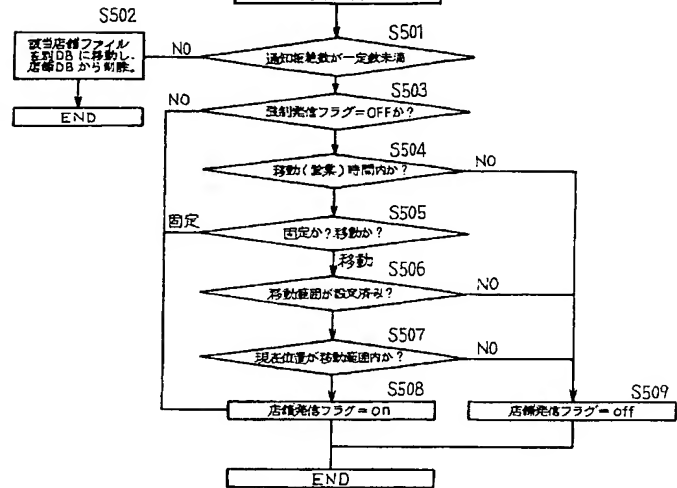 S501
S502
通知拒絶数が一定数未満
NO
該当店舗ファイル
を別DBに移動し、
店舗DBから削除。
END
S503
強制発信フラグ=OFFか?
NO
S504
移動(営業)時間内か?
NO
S505
固定か?移動か?
固定
移動
S506
移動範囲が設定済み?
NO
S507
現在位置が移動範囲内か?
NO
S508
店舗発信フラグ=on
S509
店舗発信フラグ=off
END